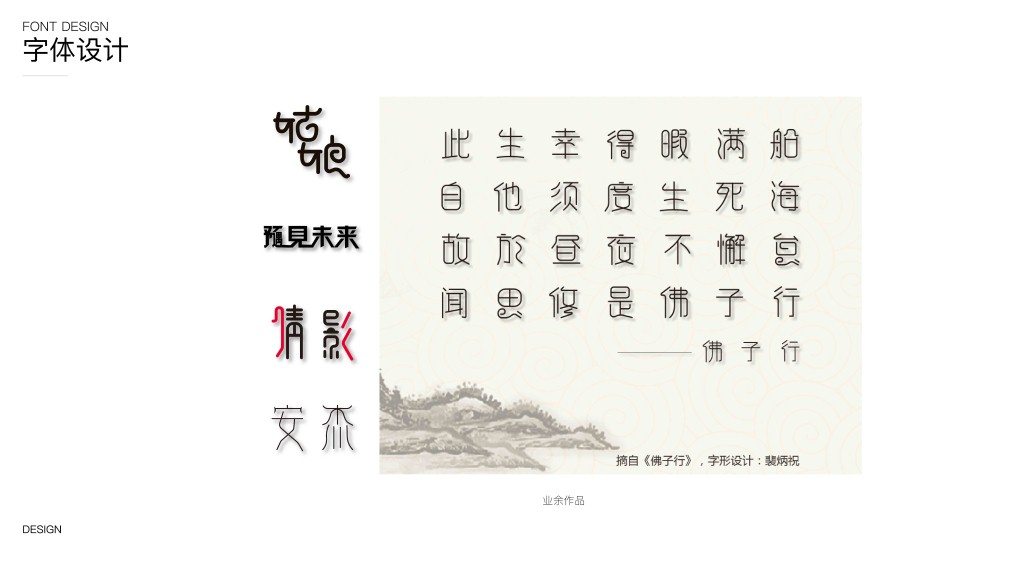 FONT DESIGN
字体设计
姑娘
預見未来
倩影
安杰
此生幸得暇满船
自他须度生死海
故於昼夜不懈怠
闻思修是佛子行
——佛子行
摘自《佛子行》，字形设计：裴炳祝
业余作品
DESIGN